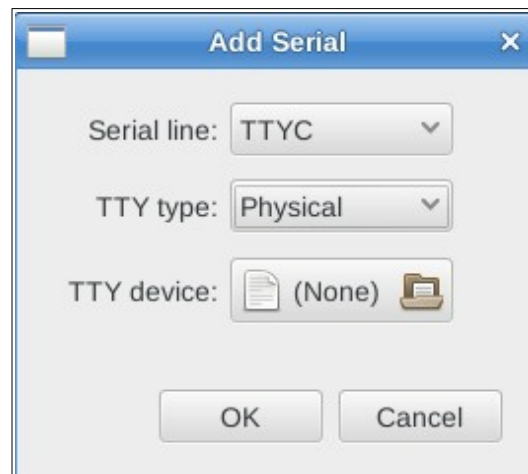 Add Serial
Serial line: TTYC
TTY type: Physical
TTY device: (None)
OK Cancel